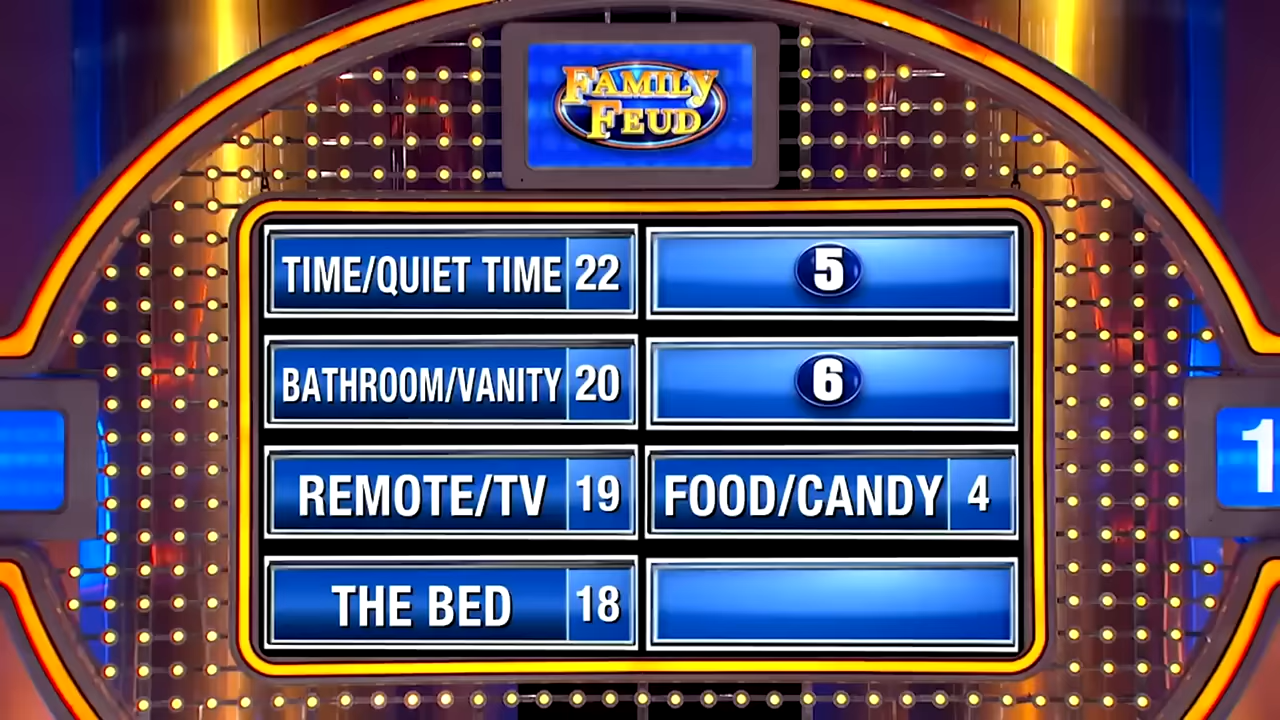 FAMILY
FEUD
TIME/QUIET TIME 22
BATHROOM/VANITY 20
REMOTE/TV 19
THE BED 18
5
6
FOOD/CANDY 4
1